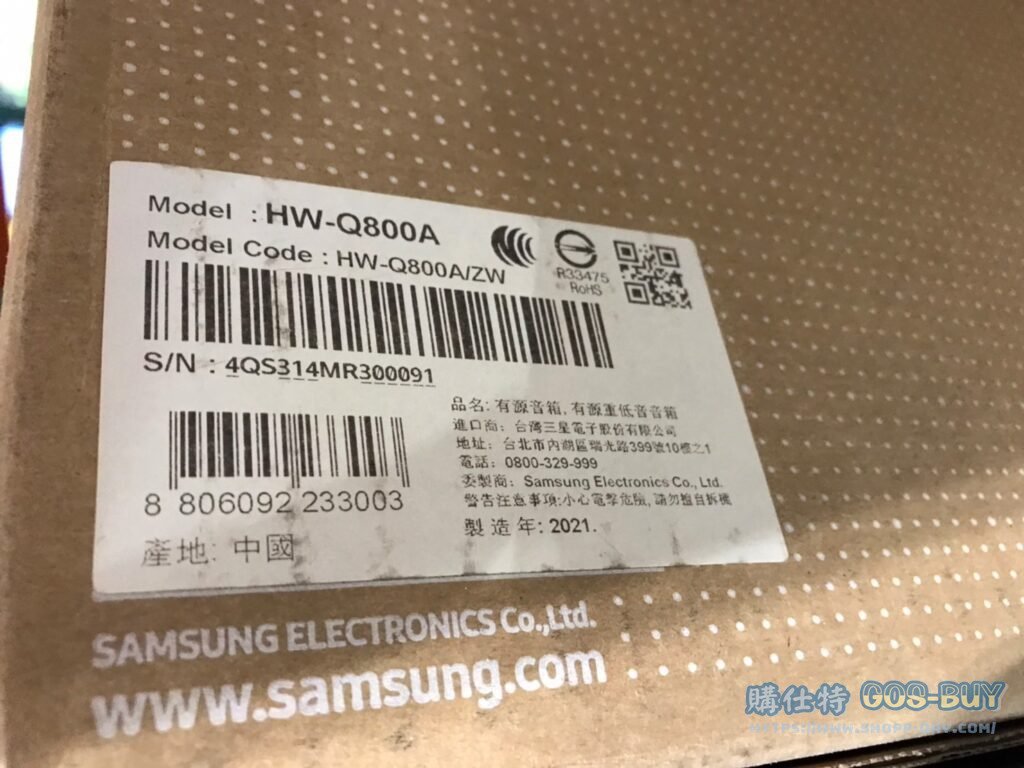 Model : HW-Q800A
Model Code : HW-Q800A/ZW
R33475
RoHS
S/N : 4QS314MR300091
8 806092 233003
產地: 中國
品名: 有源音箱, 有源重低音音箱
進口商: 台灣三星電子股份有限公司
地址: 台北市內湖區瑞光路399號10樓之1
電話: 0800-329-999
委製商: Samsung Electronics Co., Ltd.
警告注意事項:小心電擊危險, 請勿擅自拆機
製造年: 2021.
SAMSUNG ELECTRONICS Co.,Ltd.
www.samsung.com
購仕特 GOS-BUY